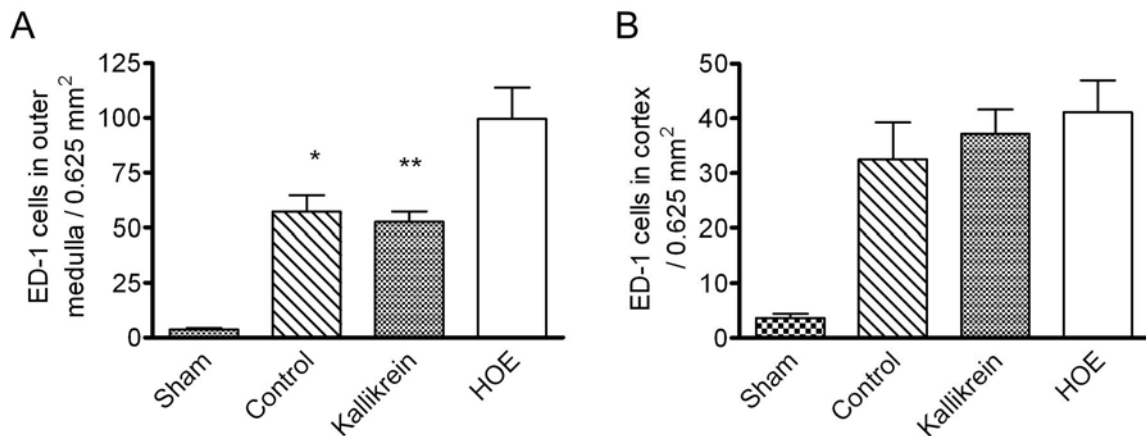 A
ED-1 cells in outer
medulla / 0.625 mm²
125
100
75
50
25
0
*
**
Sham
Control
Kallikrein
HOE
B
ED-1 cells in cortex
/ 0.625 mm²
50
40
30
20
10
0
Sham
Control
Kallikrein
HOE